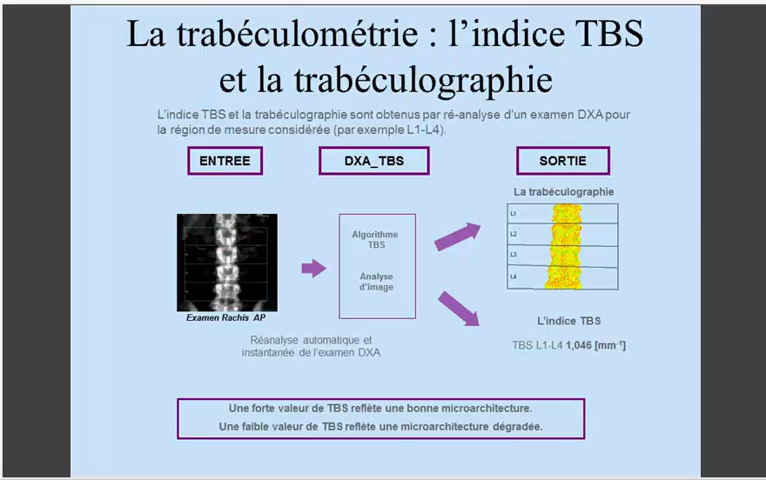 La trabéculométrie : l’indice TBS
et la trabéculographie
L’indice TBS et la trabéculographie sont obtenus par ré-analyse d’un examen DXA pour
la région de mesure considérée (par exemple L1-L4).
ENTREE
DXA_TBS
SORTIE
La trabéculographie
L1
L2
L3
L4
Algorithme
TBS
Analyse
d’image
Examen Rachis AP
L’indice TBS
Réanalyse automatique et
instantanée de l’examen DXA
TBS L1-L4 1,046 [mm⁻¹]
Une forte valeur de TBS reflète une bonne microarchitecture.
Une faible valeur de TBS reflète une microarchitecture dégradée.